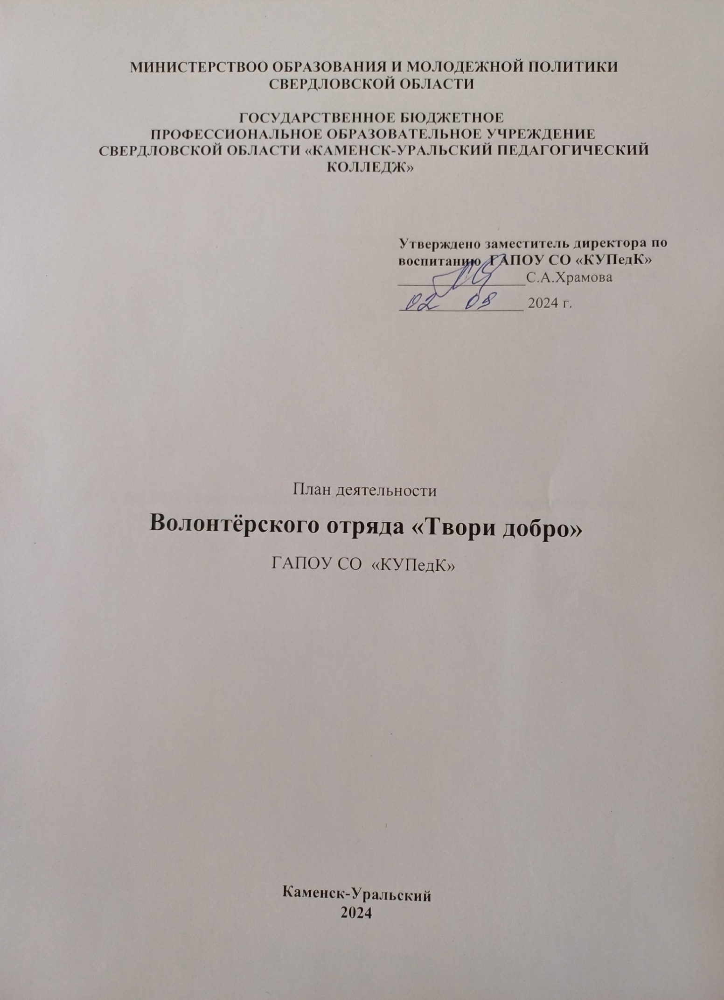 МИНИСТЕРСТВОО ОБРАЗОВАНИЯ И МОЛОДЕЖНОЙ ПОЛИТИКИ
СВЕРДЛОВСКОЙ ОБЛАСТИ
ГОСУДАРСТВЕННОЕ БЮДЖЕТНОЕ
ПРОФЕССИОНАЛЬНОЕ ОБРАЗОВАТЕЛЬНОЕ УЧРЕЖДЕНИЕ
СВЕРДЛОВСКОЙ ОБЛАСТИ «КАМЕНСК-УРАЛЬСКИЙ ПЕДАГОГИЧЕСКИЙ
КОЛЛЕДЖ»
Утверждено заместитель директора по
воспитанию ГАПОУ СО «КУПедК»
С.А.Храмова
02 09 2024 г.
План деятельности
Волонтёрского отряда «Твори добро»
ГАПОУ СО «КУПедК»
Каменск-Уральский
2024